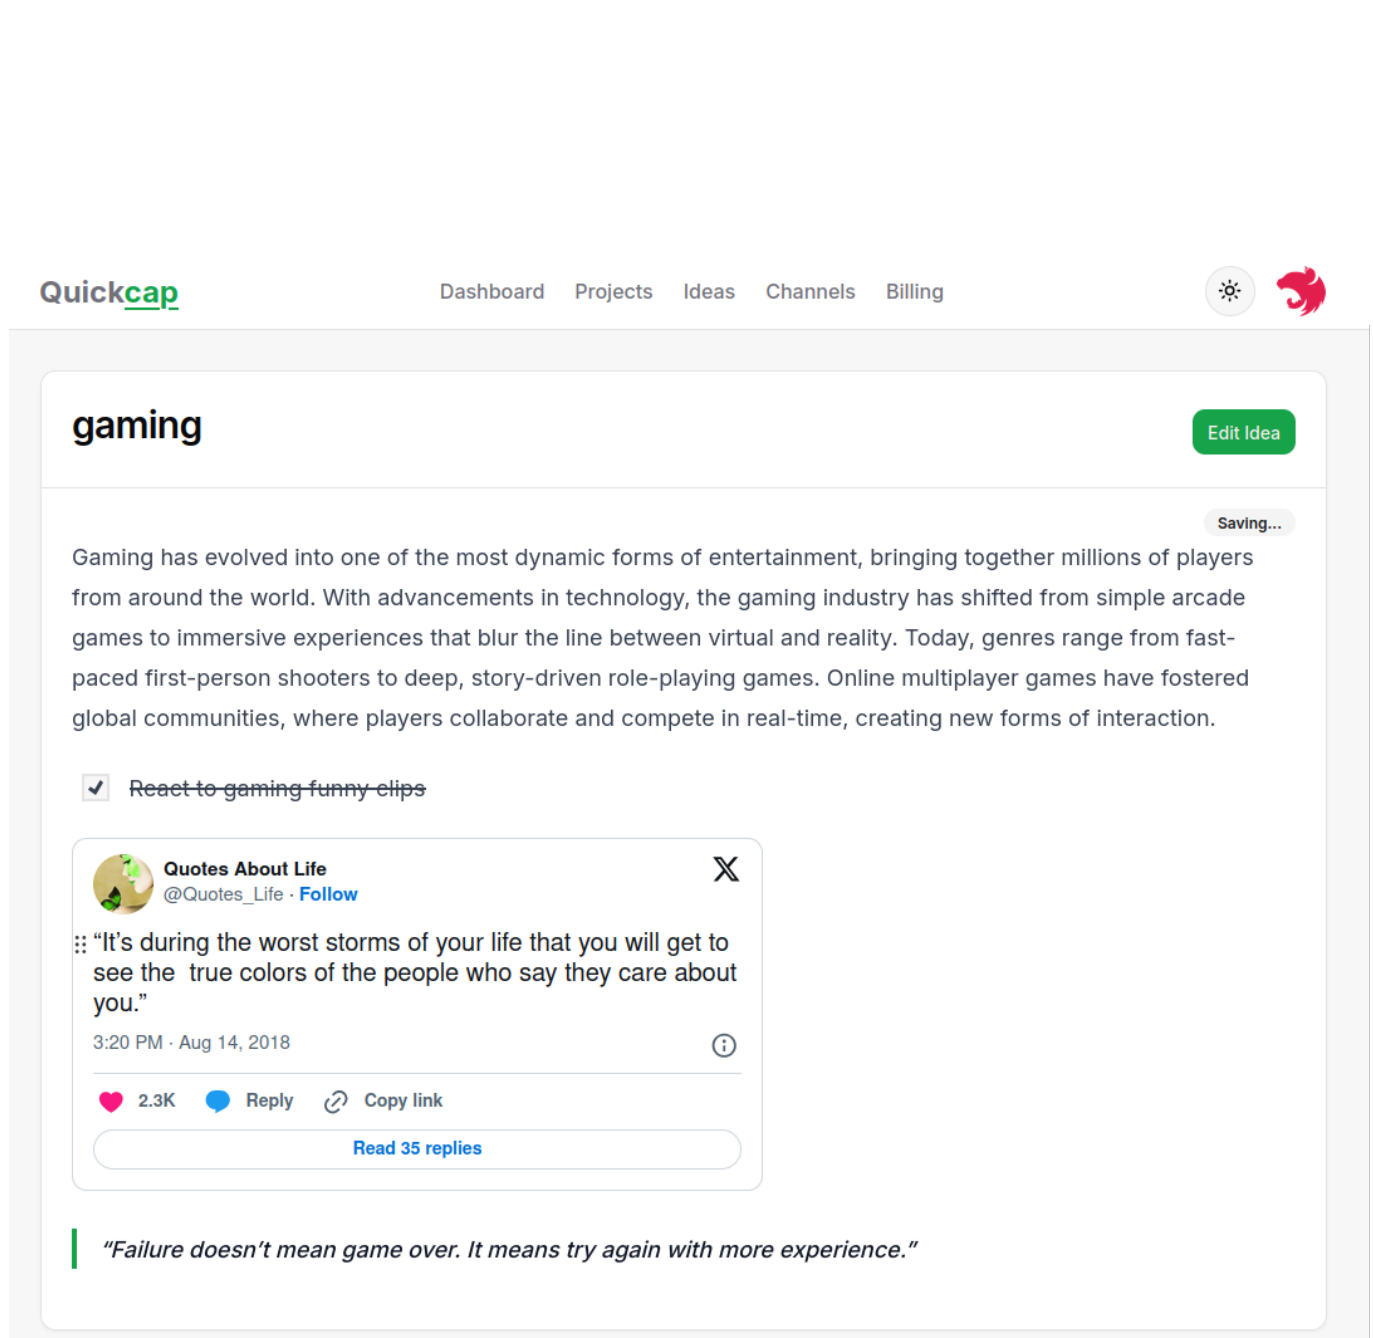 Quickcap
Dashboard Projects Ideas Channels Billing
gaming
Edit Idea
Saving...
Gaming has evolved into one of the most dynamic forms of entertainment, bringing together millions of players
from around the world. With advancements in technology, the gaming industry has shifted from simple arcade
games to immersive experiences that blur the line between virtual and reality. Today, genres range from fast-
paced first-person shooters to deep, story-driven role-playing games. Online multiplayer games have fostered
global communities, where players collaborate and compete in real-time, creating new forms of interaction.
React to gaming funny clips
Quotes About Life
@Quotes_Life · Follow
“It’s during the worst storms of your life that you will get to
see the  true colors of the people who say they care about
you.”
3:20 PM · Aug 14, 2018
2.3K Reply Copy link
Read 35 replies
“Failure doesn’t mean game over. It means try again with more experience.”